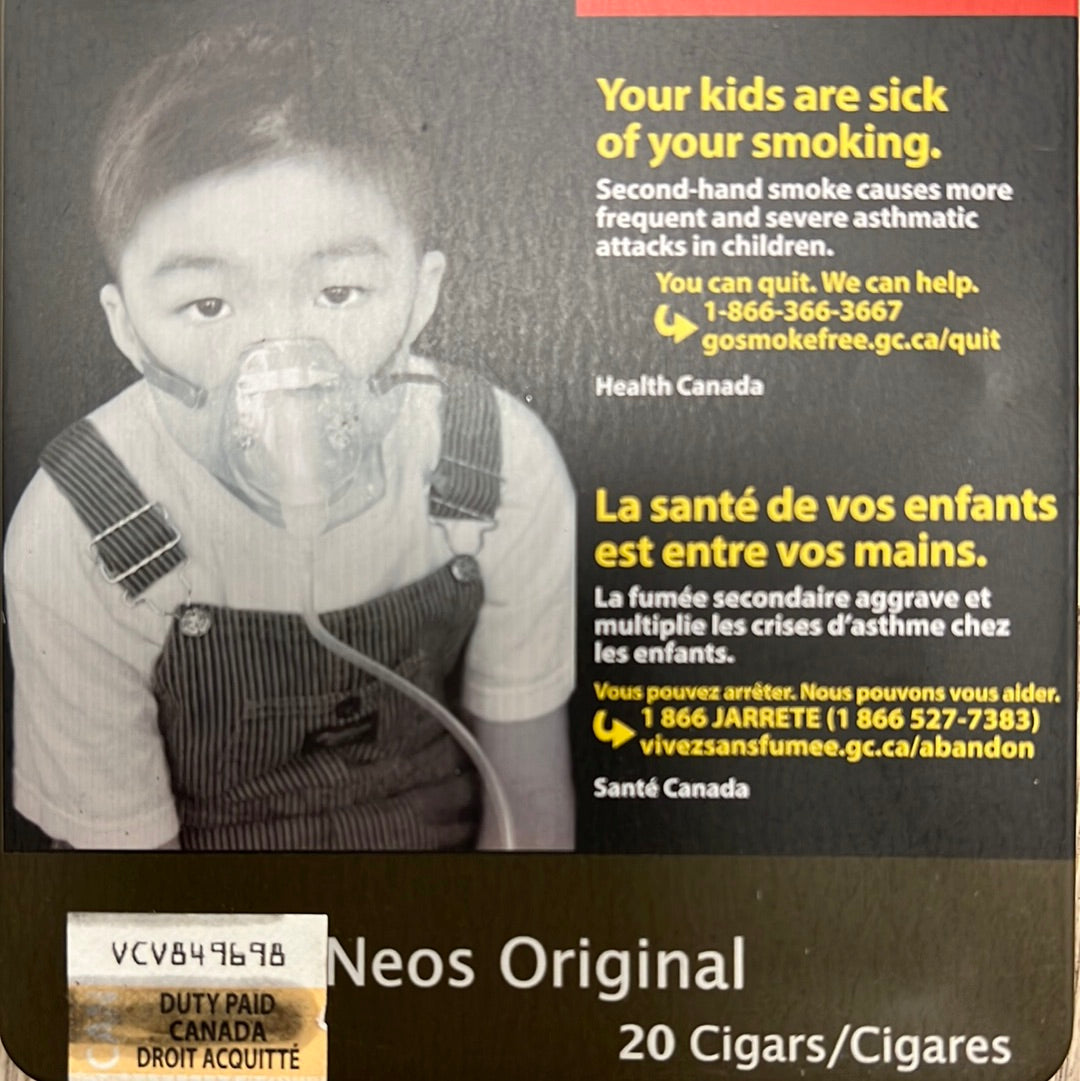 Your kids are sick
of your smoking.
Second-hand smoke causes more
frequent and severe asthmatic
attacks in children.
You can quit. We can help.
1-866-366-3667
gosmokefree.gc.ca/quit
Health Canada
La santé de vos enfants
est entre vos mains.
La fumée secondaire aggrave et
multiplie les crises d'asthme chez
les enfants.
Vous pouvez arrêter. Nous pouvons vous aider.
1 866 JARRETE (1 866 527-7383)
vivezsansfumee.gc.ca/abandon
Santé Canada
VCV849698
DUTY PAID
CANADA
DROIT ACQUITTÉ
Neos Original
20 Cigars/Cigares